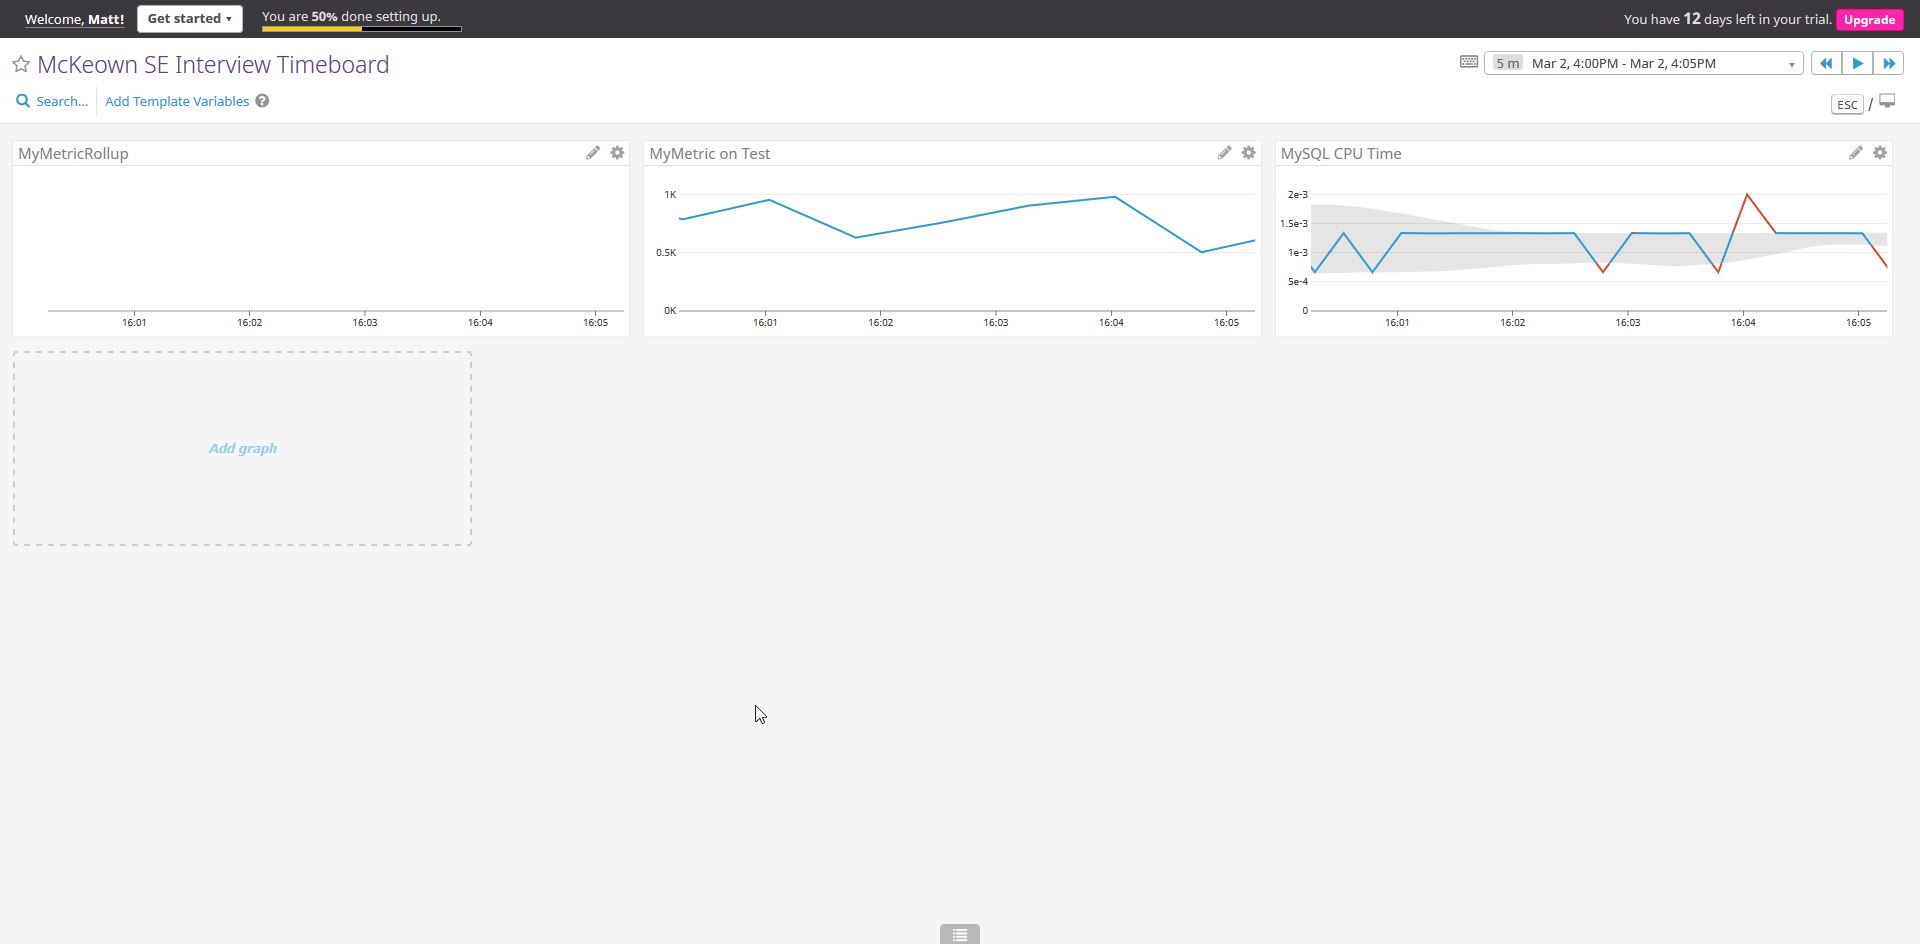 Welcome, Matt!
Get started ▾
You are 50% done setting up.
You have 12 days left in your trial.
Upgrade
McKeown SE Interview Timeboard
5 m Mar 2, 4:00PM - Mar 2, 4:05PM
Search...
Add Template Variables ?
ESC /
MyMetricRollup
16:01 16:02 16:03 16:04 16:05
MyMetric on Test
1K
0.5K
0K
16:01 16:02 16:03 16:04 16:05
MySQL CPU Time
2e-3
1.5e-3
1e-3
5e-4
0
16:01 16:02 16:03 16:04 16:05
Add graph